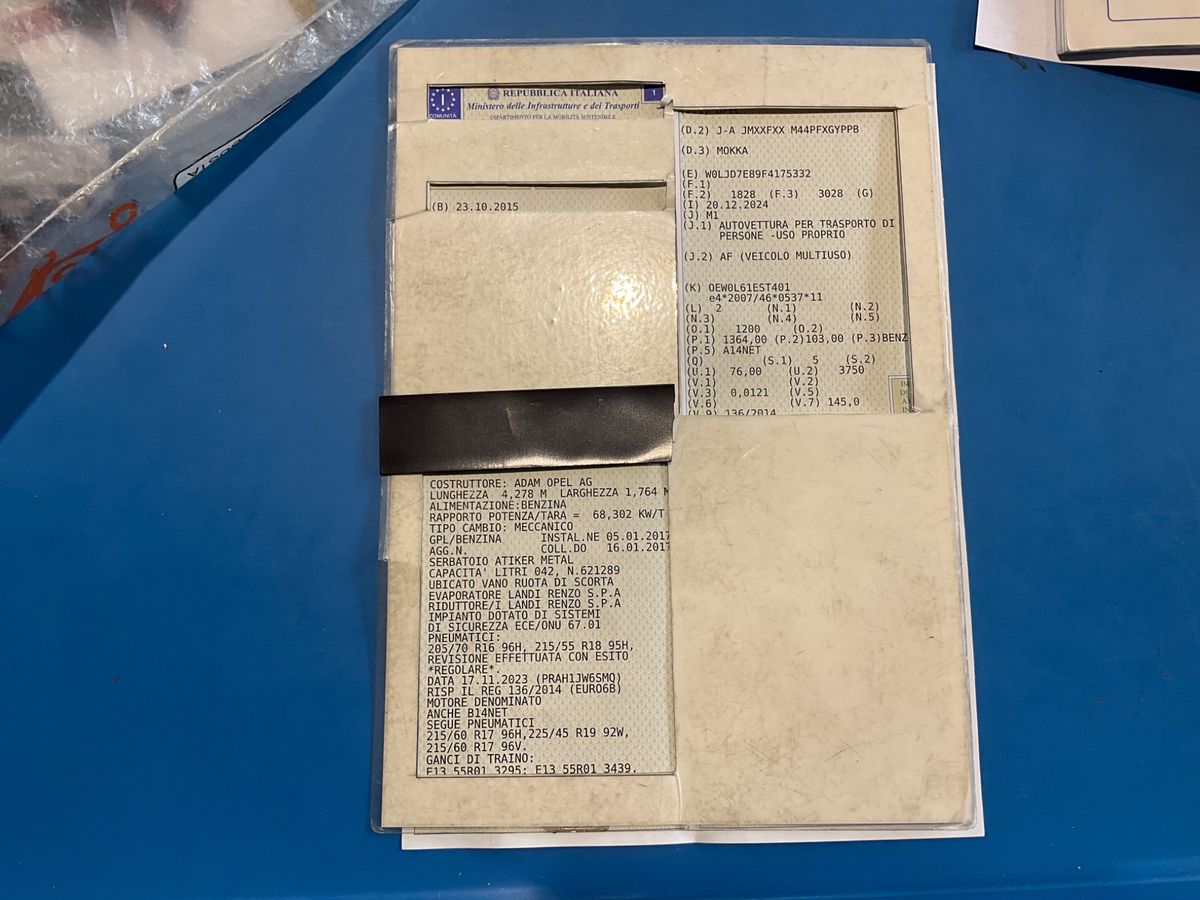 REPUBBLICA ITALIANA
1
I
Ministero delle Infrastrutture e dei Trasporti
COMUNITÀ
DIPARTIMENTO PER LA MOBILITÀ SOSTENIBILE
(B) 23.10.2015
COSTRUTTORE: ADAM OPEL AG
LUNGHEZZA 4,278 M LARGHEZZA 1,764 M
ALIMENTAZIONE:BENZINA
RAPPORTO POTENZA/TARA = 68,302 KW/T
TIPO CAMBIO: MECCANICO
GPL/BENZINA INSTAL.NE 05.01.2017
AGG.N. COLL.DO 16.01.2017
SERBATOIO ATIKER METAL
CAPACITA' LITRI 042, N.621289
UBICATO VANO RUOTA DI SCORTA
EVAPORATORE LANDI RENZO S.P.A
RIDUTTORE/I LANDI RENZO S.P.A
IMPIANTO DOTATO DI SISTEMI
DI SICUREZZA ECE/ONU 67.01
PNEUMATICI:
205/70 R16 96H, 215/55 R18 95H,
REVISIONE EFFETTUATA CON ESITO
*REGOLARE*.
DATA 17.11.2023 (PRAH1JW6SMQ)
RISP IL REG 136/2014 (EURO6B)
MOTORE DENOMINATO
ANCHE B14NET
SEGUE PNEUMATICI
215/60 R17 96H,225/45 R19 92W,
215/60 R17 96V.
GANCI DI TRAINO:
E13 55R01 3295; E13 55R01 3439.
(D.2) J-A JMXXFXX M44PFXGYPPB
(D.3) MOKKA
(E) W0LJD7E89F4175332
(F.1)
(F.2) 1828 (F.3) 3028 (G)
(I) 20.12.2024
(J) M1
(J.1) AUTOVETTURA PER TRASPORTO DI
PERSONE -USO PROPRIO
(J.2) AF (VEICOLO MULTIUSO)
(K) OEW0L61EST401
e4*2007/46*0537*11
(L) 2 (N.1) (N.2)
(N.3) (N.4) (N.5)
(O.1) 1200 (O.2)
(P.1) 1364,00 (P.2)103,00 (P.3)BENZ
(P.5) A14NET
(Q) (S.1) 5 (S.2)
(U.1) 76,00 (U.2) 3750
(V.1) (V.2)
(V.3) 0,0121 (V.5)
(V.6) (V.7) 145,0
(V.9) 136/2014